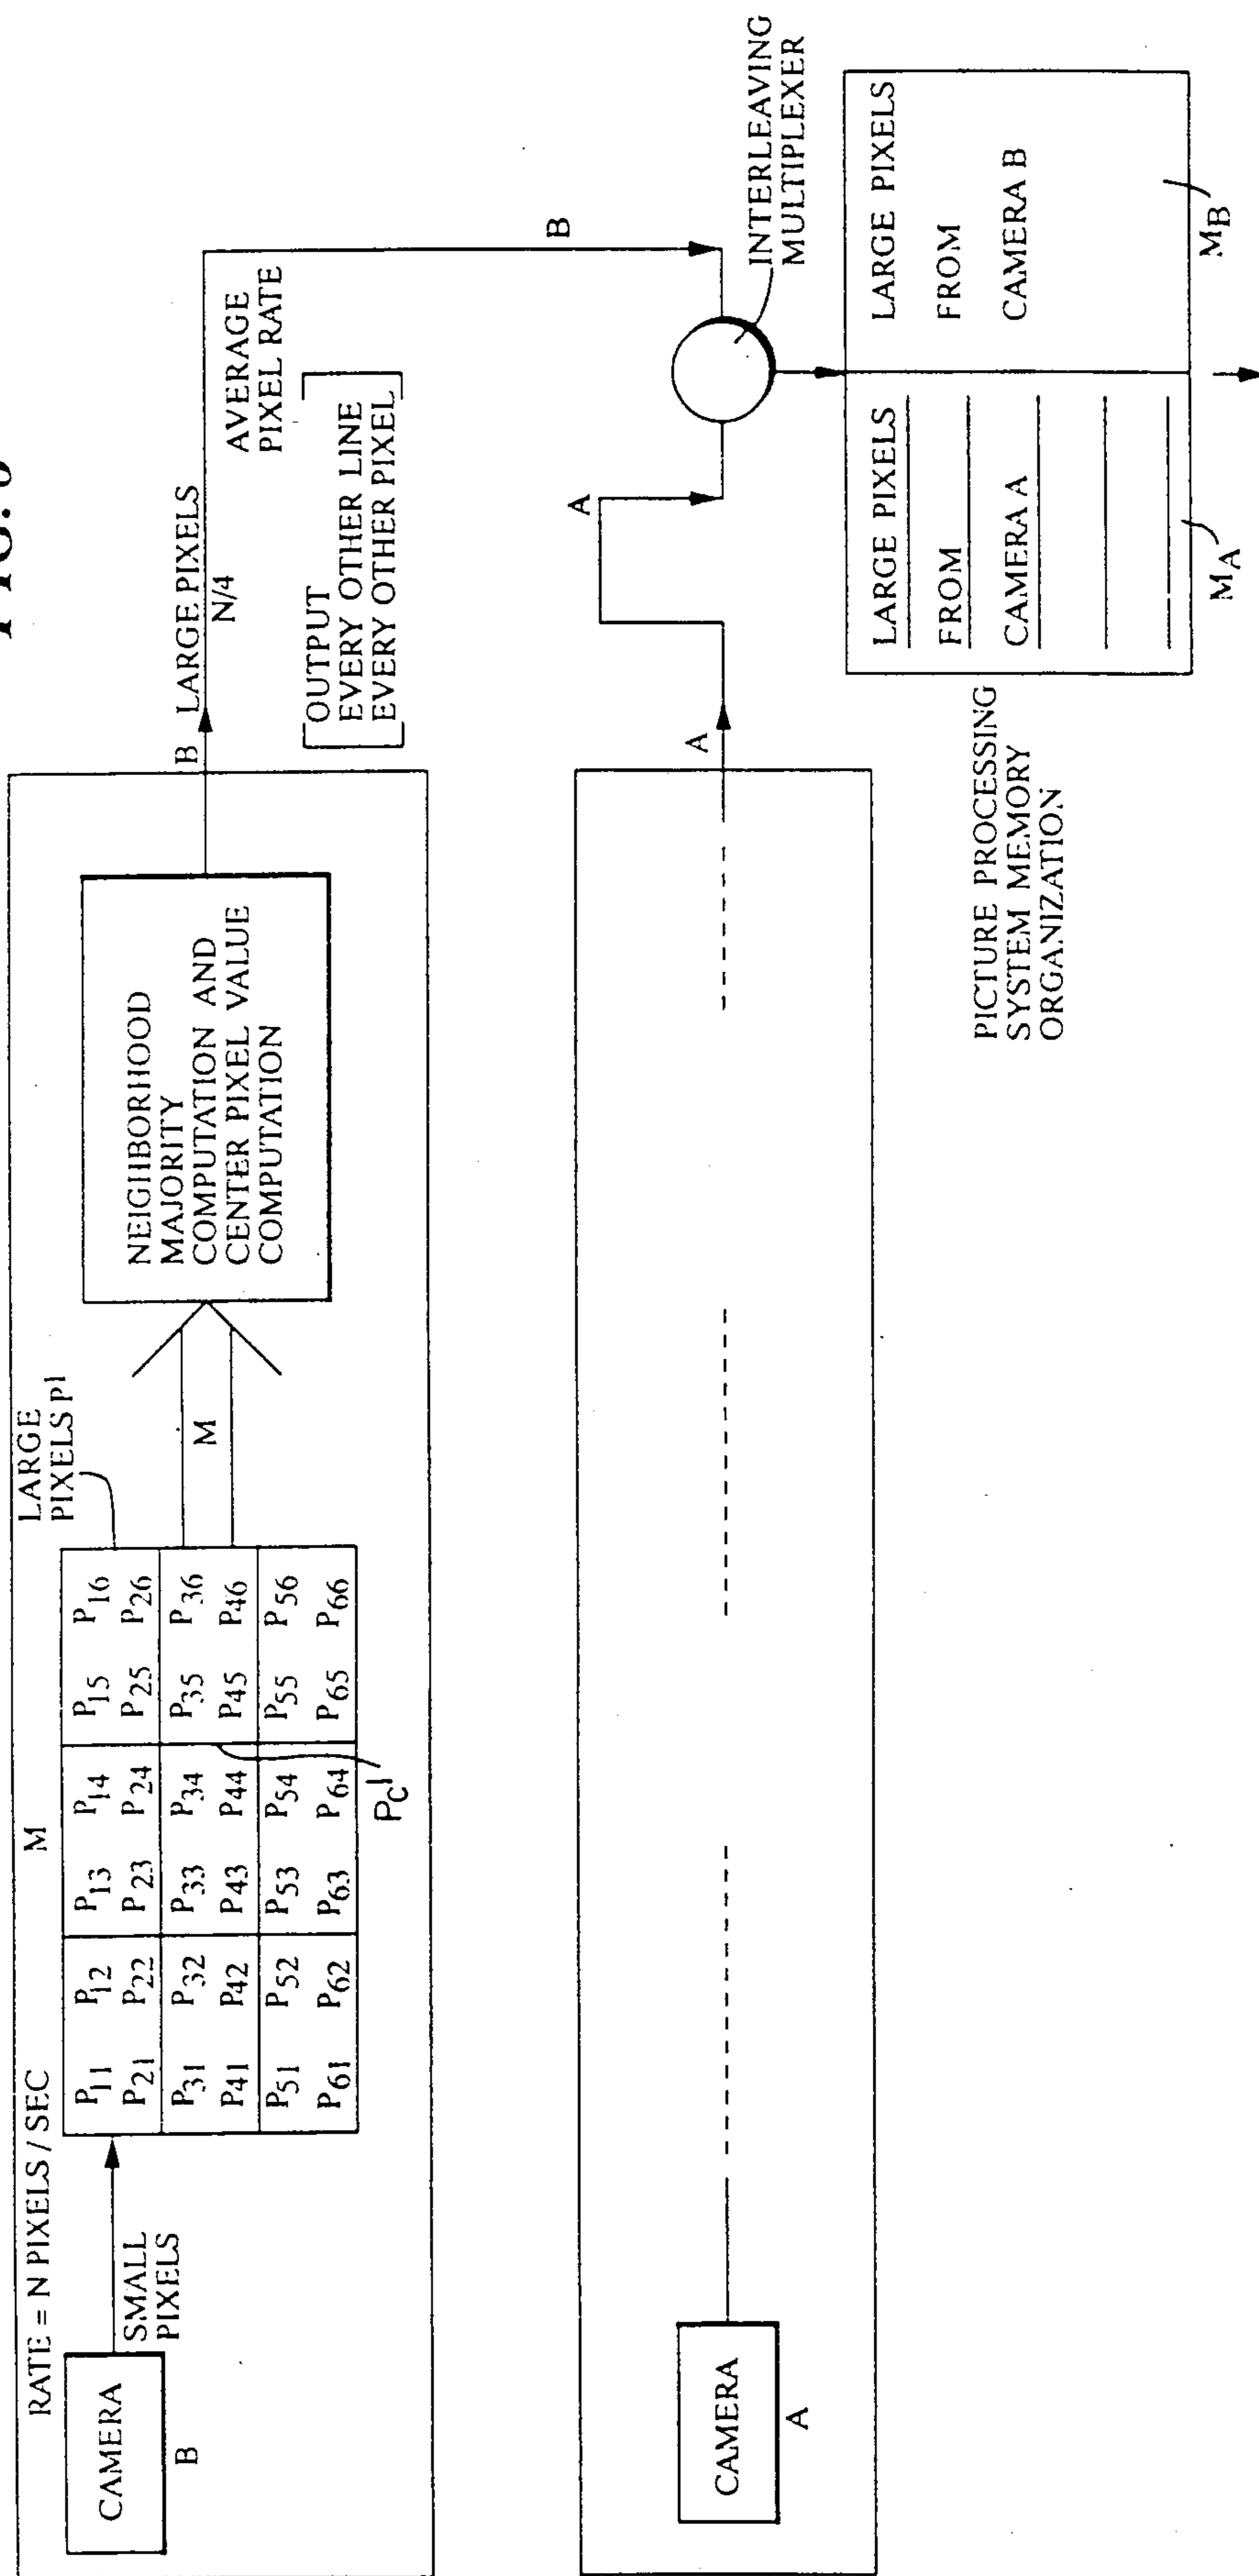 RATE = N PIXELS / SEC
M
LARGE
PIXELS P1
CAMERA
B
SMALL
PIXELS
P11 P12 P13 P14 P15 P16
P21 P22 P23 P24 P25 P26
P31 P32 P33 P34 P35 P36
P41 P42 P43 P44 P45 P46
P51 P52 P53 P54 P55 P56
P61 P62 P63 P64 P65 P66
PC1
M
NEIGHBORHOOD
MAJORITY
COMPUTATION AND
CENTER PIXEL VALUE
COMPUTATION
B
LARGE PIXELS
N/4
AVERAGE
PIXEL RATE
OUTPUT
EVERY OTHER LINE
EVERY OTHER PIXEL
B
CAMERA
A
A
A
INTERLEAVING
MULTIPLEXER
PICTURE PROCESSING
SYSTEM MEMORY
ORGANIZATION
LARGE PIXELS
FROM
CAMERA A
MA
LARGE PIXELS
FROM
CAMERA B
MB